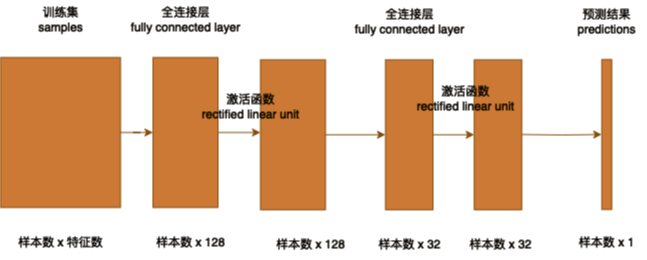 训练集
samples
全连接层
fully connected layer
全连接层
fully connected layer
预测结果
predictions
激活函数
rectified linear unit
激活函数
rectified linear unit
样本数 x 特征数
样本数 x 128
样本数 x 128
样本数 x 32
样本数 x 32
样本数 x 1